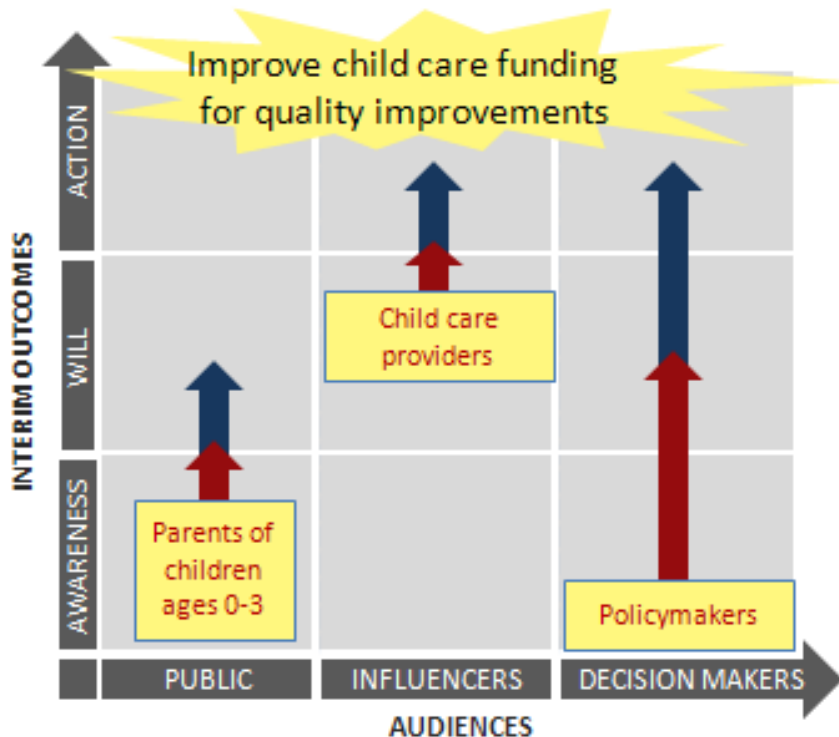 Improve child care funding
for quality improvements
INTERIM OUTCOMES
ACTION
WILL
AWARENESS
Child care
providers
Parents of
children
ages 0-3
Policymakers
PUBLIC
INFLUENCERS
DECISION MAKERS
AUDIENCES